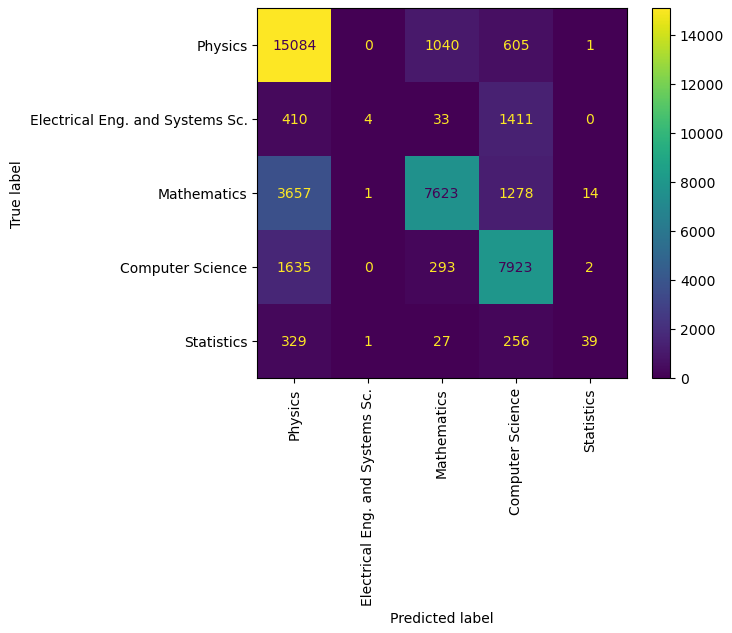 Physics 15084 0 1040 605 1
Electrical Eng. and Systems Sc. 410 4 33 1411 0
Mathematics 3657 1 7623 1278 14
Computer Science 1635 0 293 7923 2
Statistics 329 1 27 256 39
True label
Physics
Electrical Eng. and Systems Sc.
Mathematics
Computer Science
Statistics
Predicted label
14000
12000
10000
8000
6000
4000
2000
0